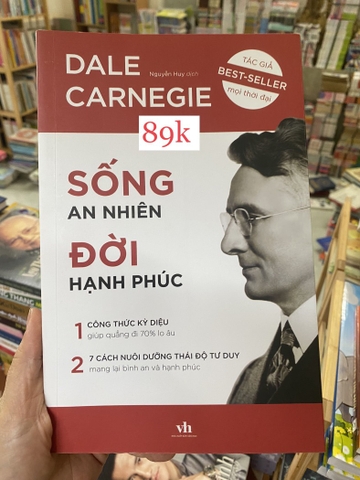 DALE
Nguyễn Huy dịch
CARNEGIE
TÁC GIẢ
BEST-SELLER
mọi thời đại
89k
SỐNG
AN NHIÊN
ĐỜI
HẠNH PHÚC
1 CÔNG THỨC KỲ DIỆU
giúp quẳng đi 70% lo âu
2 7 CÁCH NUÔI DƯỠNG THÁI ĐỘ TƯ DUY
mang lại bình an và hạnh phúc
vh